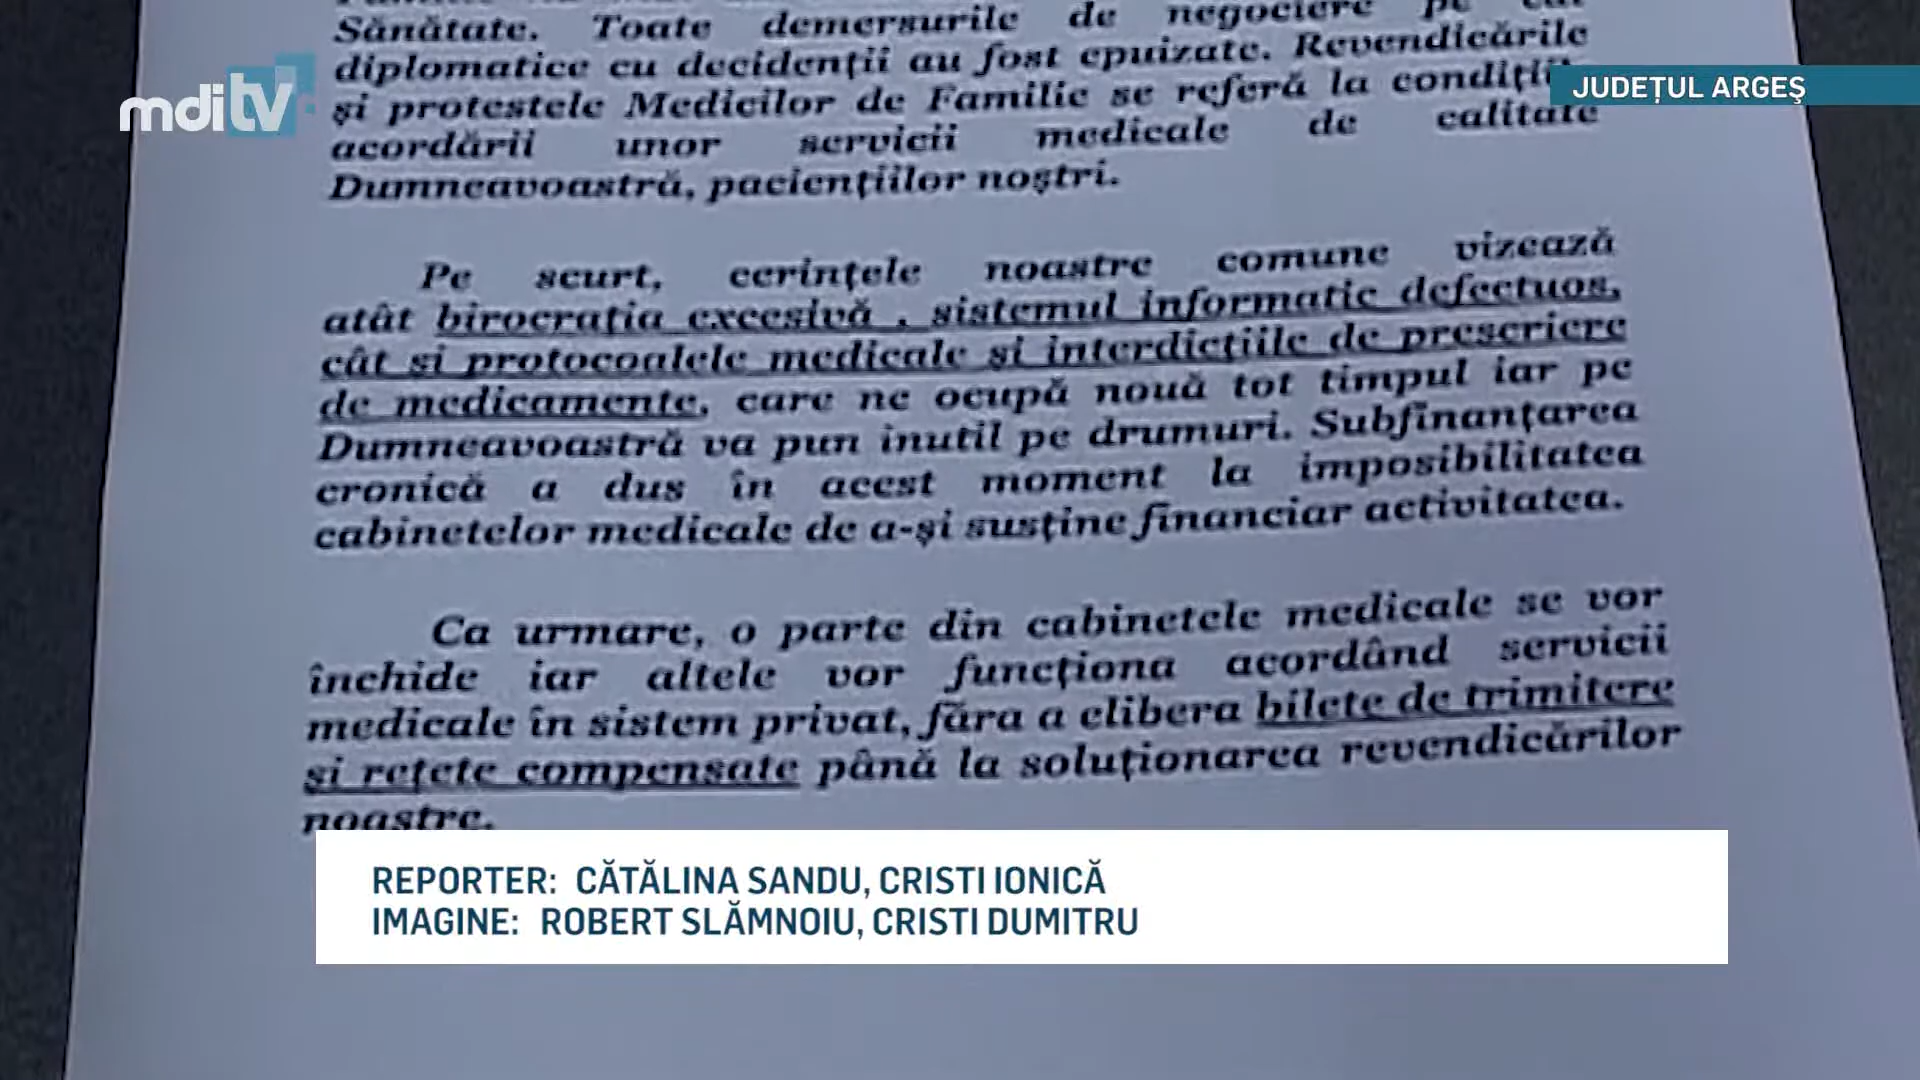 Sănătate. Toate demersurile de negociere pe cât
diplomatice cu decidenții au fost epuizate. Revendicările
și protestele Medicilor de Familie se referă la condițiile
acordării unor servicii medicale de calitate
Dumneavoastră, pacienților noștri.
Pe scurt, cerințele noastre comune vizează
atât birocrația excesivă , sistemul informatic defectuos,
cât și protocoalele medicale și interdicțiile de prescriere
de medicamente, care ne ocupă nouă tot timpul iar pe
Dumneavoastră va pun inutil pe drumuri. Subfinanțarea
cronică a dus în acest moment la imposibilitatea
cabinetelor medicale de a-și susține financiar activitatea.
Ca urmare, o parte din cabinetele medicale se vor
închide iar altele vor funcționa acordând servicii
medicale în sistem privat, făra a elibera bilete de trimitere
și rețete compensate până la soluționarea revendicărilor
noastre.
mdi tv
JUDEȚUL ARGEȘ
REPORTER: CĂTĂLINA SANDU, CRISTI IONICĂ
IMAGINE: ROBERT SLĂMNOIU, CRISTI DUMITRU